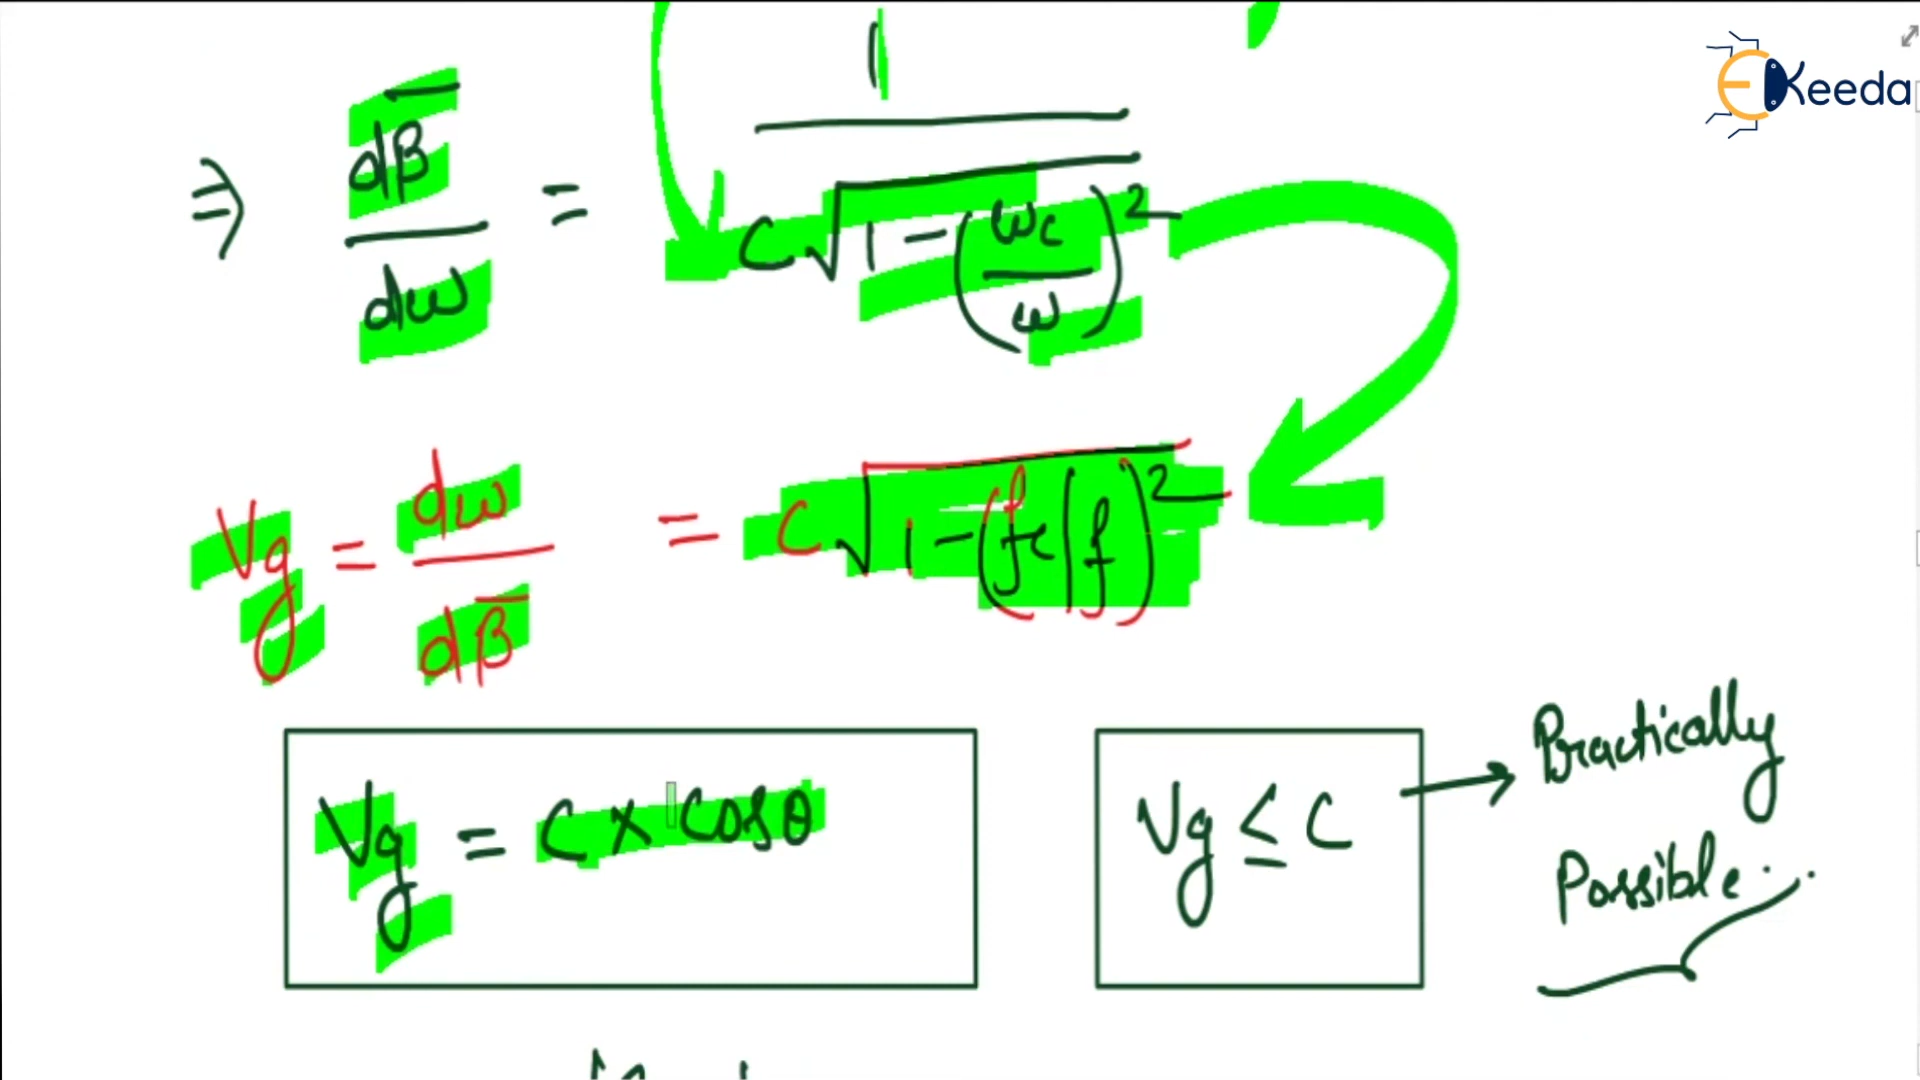 EKeeda
⇒ dβ̅/dω = 1/(C√(1-(ωc/ω)²))
Vg = dω/dβ̅ = C√(1-(fc|f)²)
Vg = C × Cosθ
Vg ≤ C → Practically
Possible..